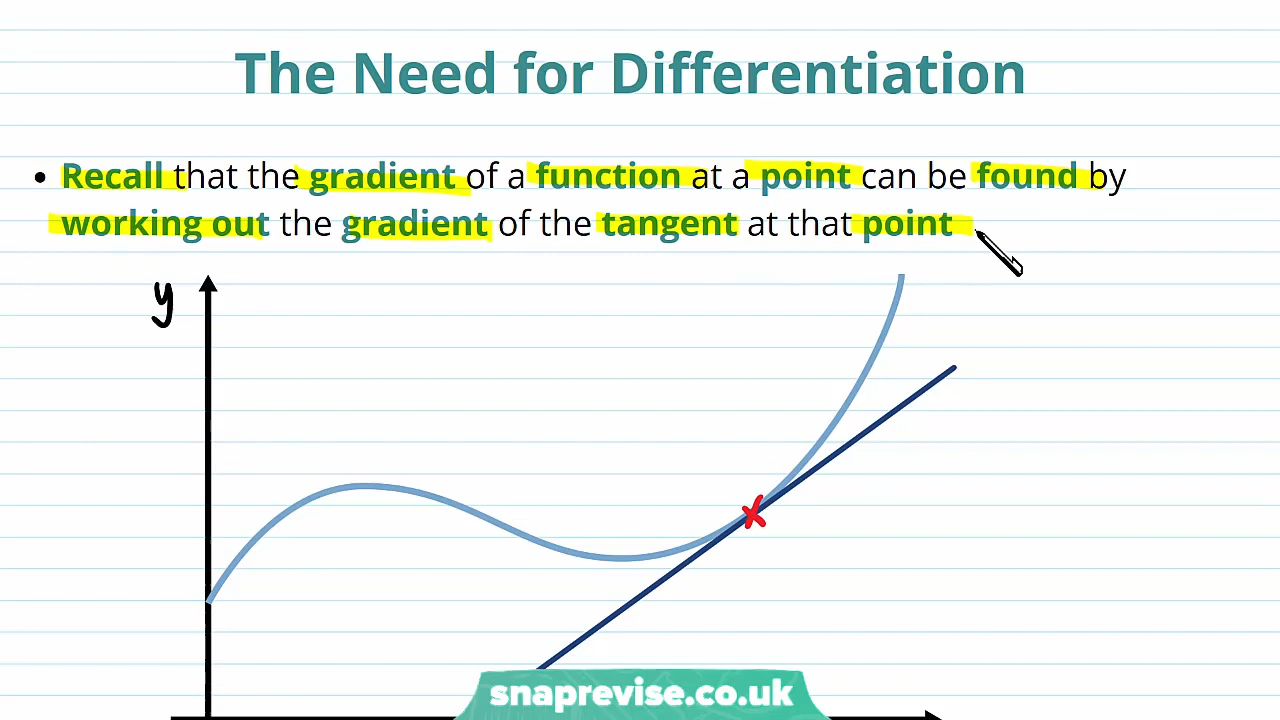 The Need for Differentiation
• Recall that the gradient of a function at a point can be found by
working out the gradient of the tangent at that point
y
snaprevise.co.uk